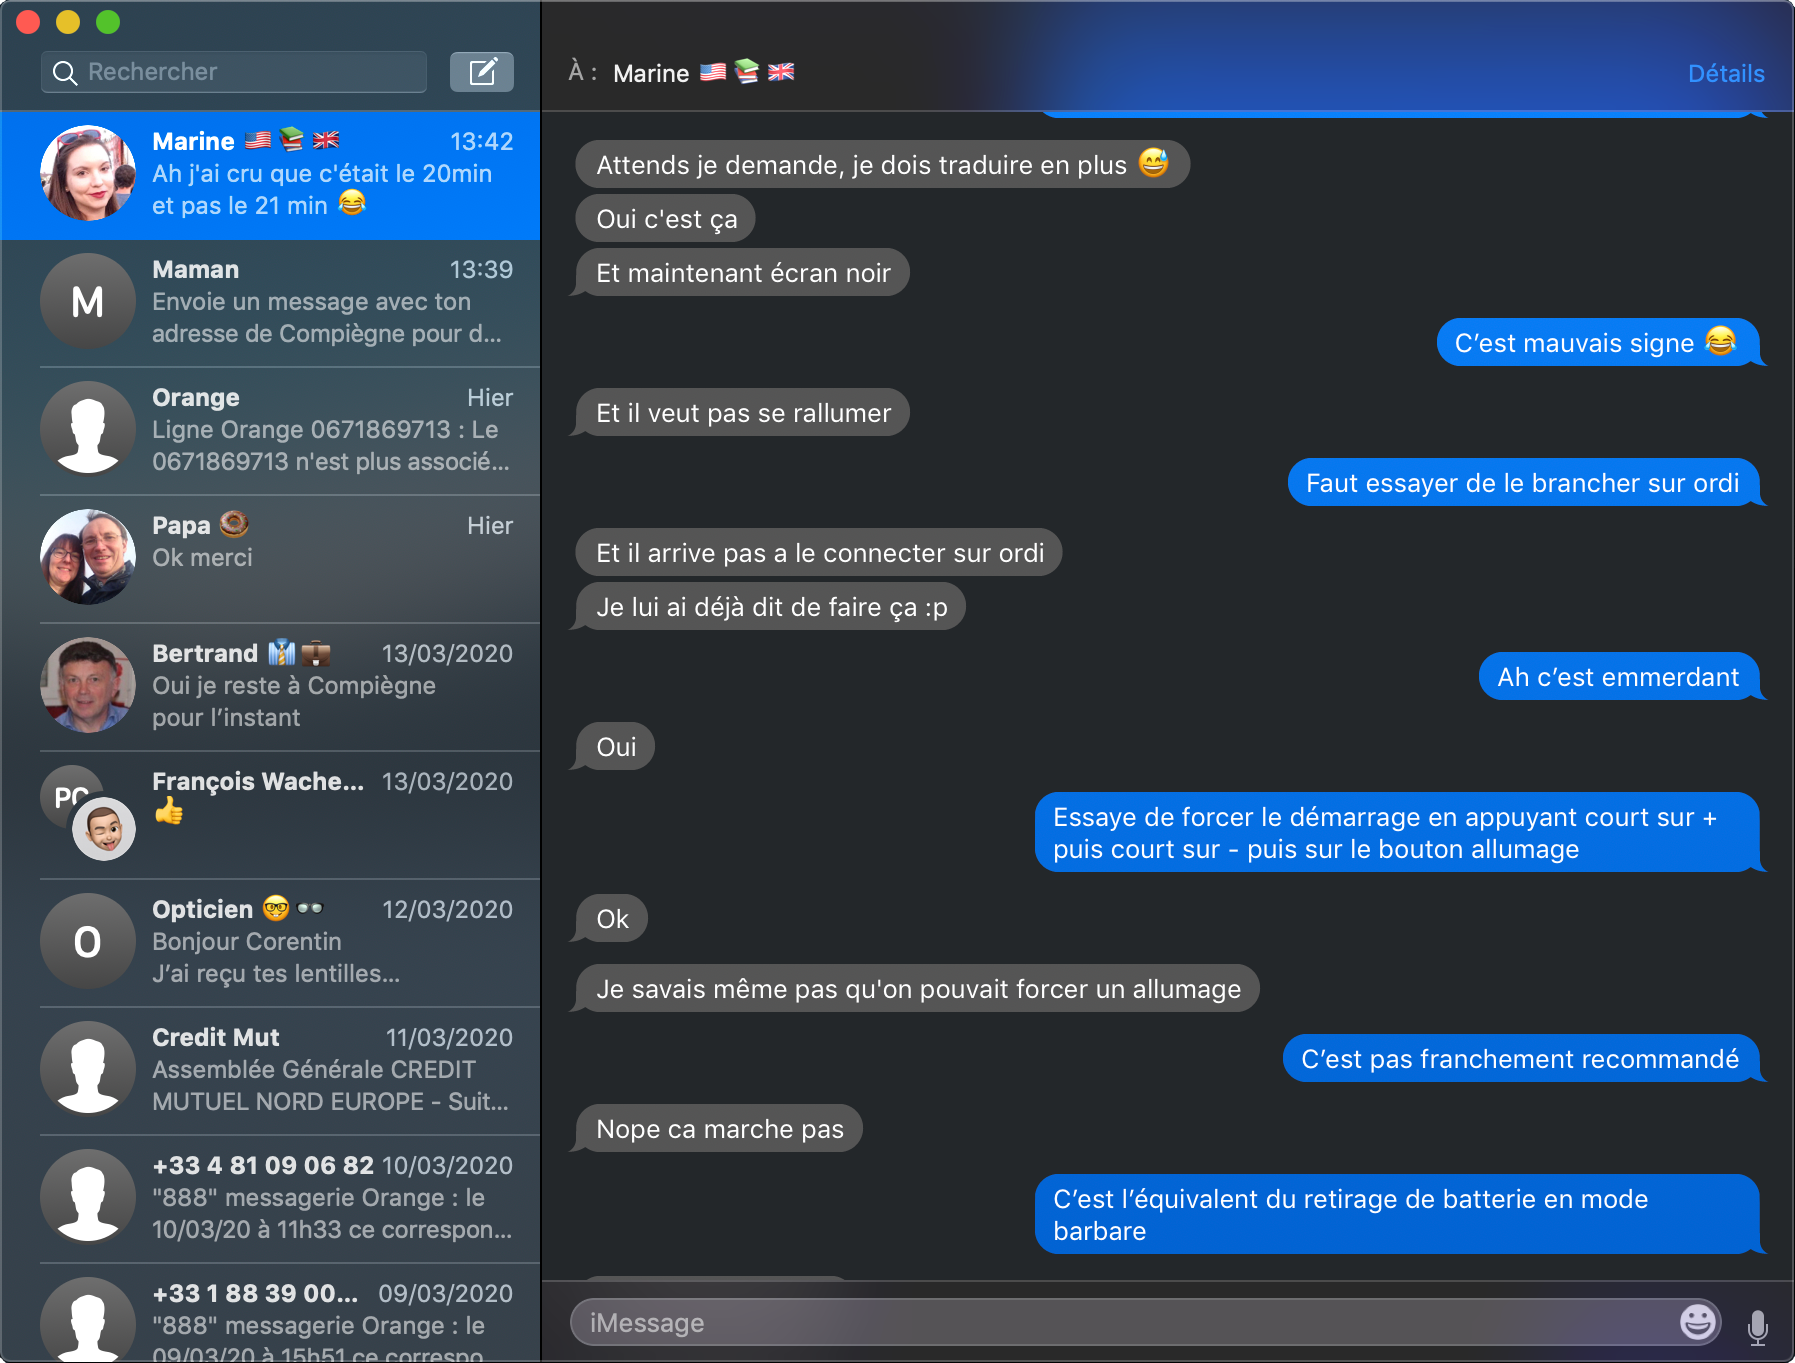 Rechercher
Marine 🇺🇸 📚 🇬🇧 13:42
Ah j'ai cru que c'était le 20min
et pas le 21 min 😂
M
Maman 13:39
Envoie un message avec ton
adresse de Compiègne pour d...
Orange Hier
Ligne Orange 0671869713 : Le
0671869713 n'est plus associé...
Papa 🍩 Hier
Ok merci
Bertrand 👔 💼 13/03/2020
Oui je reste à Compiègne
pour l’instant
PC
François Wache... 13/03/2020
👍
O
Opticien 🤓 👓 12/03/2020
Bonjour Corentin
J’ai reçu tes lentilles...
Credit Mut 11/03/2020
Assemblée Générale CREDIT
MUTUEL NORD EUROPE - Suit...
+33 4 81 09 06 82 10/03/2020
"888" messagerie Orange : le
10/03/20 à 11h33 ce correspon...
+33 1 88 39 00... 09/03/2020
"888" messagerie Orange : le
09/03/20 à 15h51 ce correspo...
À : Marine 🇺🇸 📚 🇬🇧
Détails
Attends je demande, je dois traduire en plus 😅
Oui c'est ça
Et maintenant écran noir
C’est mauvais signe 😂
Et il veut pas se rallumer
Faut essayer de le brancher sur ordi
Et il arrive pas a le connecter sur ordi
Je lui ai déjà dit de faire ça :p
Ah c’est emmerdant
Oui
Essaye de forcer le démarrage en appuyant court sur +
puis court sur - puis sur le bouton allumage
Ok
Je savais même pas qu'on pouvait forcer un allumage
C’est pas franchement recommandé
Nope ca marche pas
C’est l’équivalent du retirage de batterie en mode
barbare
iMessage